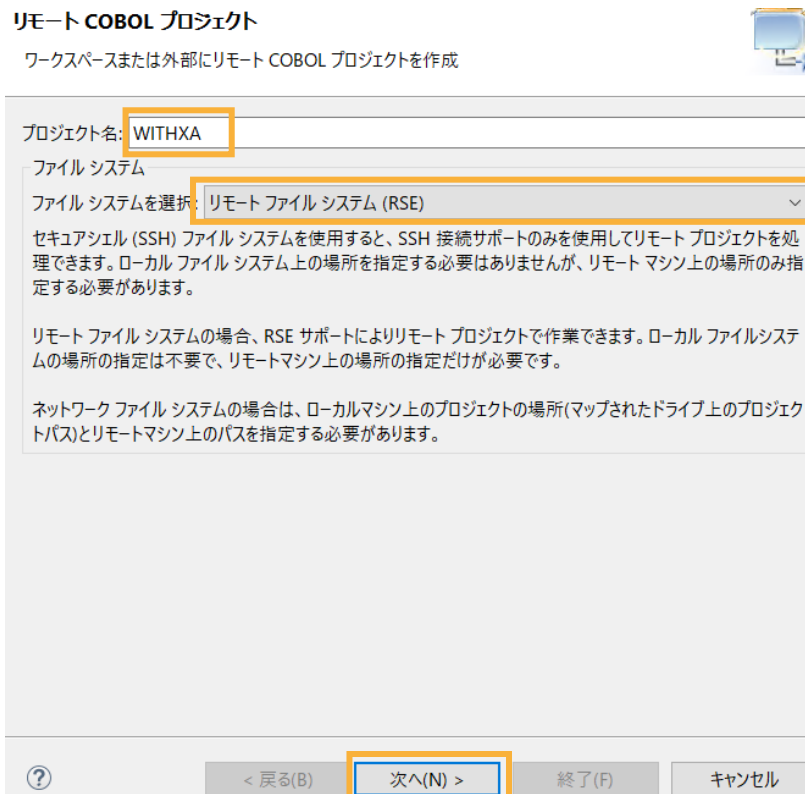 リモート COBOL プロジェクト
ワークスペースまたは外部にリモート COBOL プロジェクトを作成
プロジェクト名: WITHXA
ファイル システム
ファイル システムを選択: リモート ファイル システム (RSE)
セキュアシェル (SSH) ファイル システムを使用すると、SSH 接続サポートのみを使用してリモート プロジェクトを処
理できます。ローカル ファイル システム上の場所を指定する必要はありませんが、リモート マシン上の場所のみ指
定する必要があります。
リモート ファイル システムの場合、RSE サポートによりリモート プロジェクトで作業できます。ローカル ファイルシステ
ムの場所の指定は不要で、リモートマシン上の場所の指定だけが必要です。
ネットワーク ファイル システムの場合は、ローカルマシン上のプロジェクトの場所(マップされたドライブ上のプロジェク
トパス)とリモートマシン上のパスを指定する必要があります。
? < 戻る(B) 次へ(N) > 終了(F) キャンセル